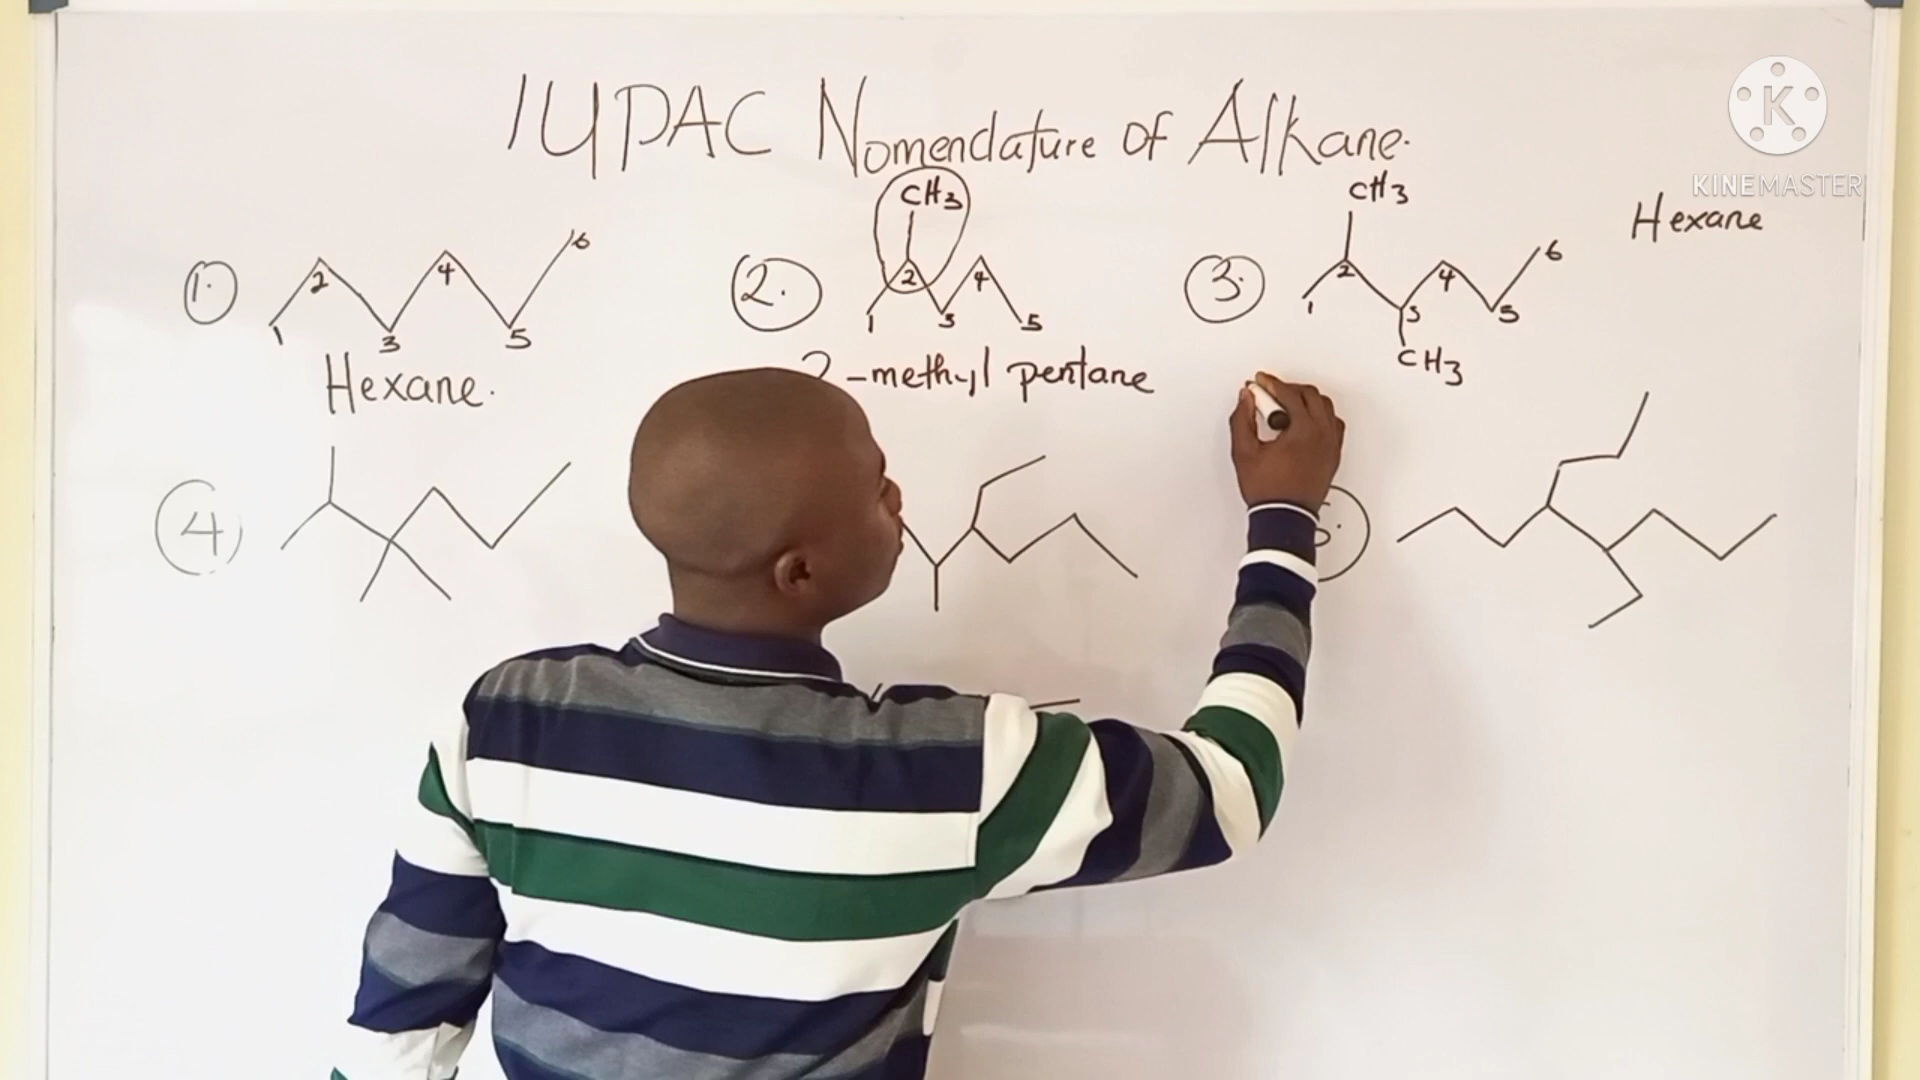 IUPAC Nomenclature of Alkane.
K
KINEMASTER
Hexane
1.
1 2 3 4 5 6
Hexane.
2.
CH3
1 2 3 4 5
-methyl pentane
3.
CH3
1 2 3 4 5 6
CH3
4